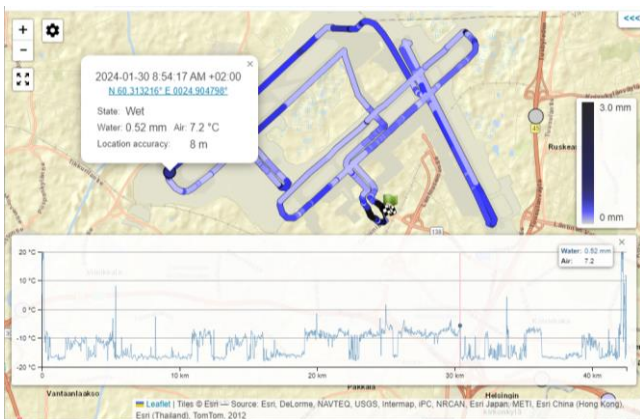 +
−
<<<
×
2024-01-30 8:54:17 AM +02:00
N 60.313216° E 0024.904798°
State: Wet
Water: 0.52 mm Air: 7.2 °C
Location accuracy: 8 m
3.0 mm
0 mm
45
Ruskea
138
×
Water: 0.52 mm
Air: 7.2
20 °C
10 °C
0 °C
-10 °C
-20 °C
0 km
10 km
20 km
30 km
40 km
Vantaanlaakso
Pakkala
Helsingin
Leaflet | Tiles © Esri — Source: Esri, DeLorme, NAVTEQ, USGS, Intermap, iPC, NRCAN, Esri Japan, METI, Esri China (Hong Kong),
Esri (Thailand), TomTom, 2012